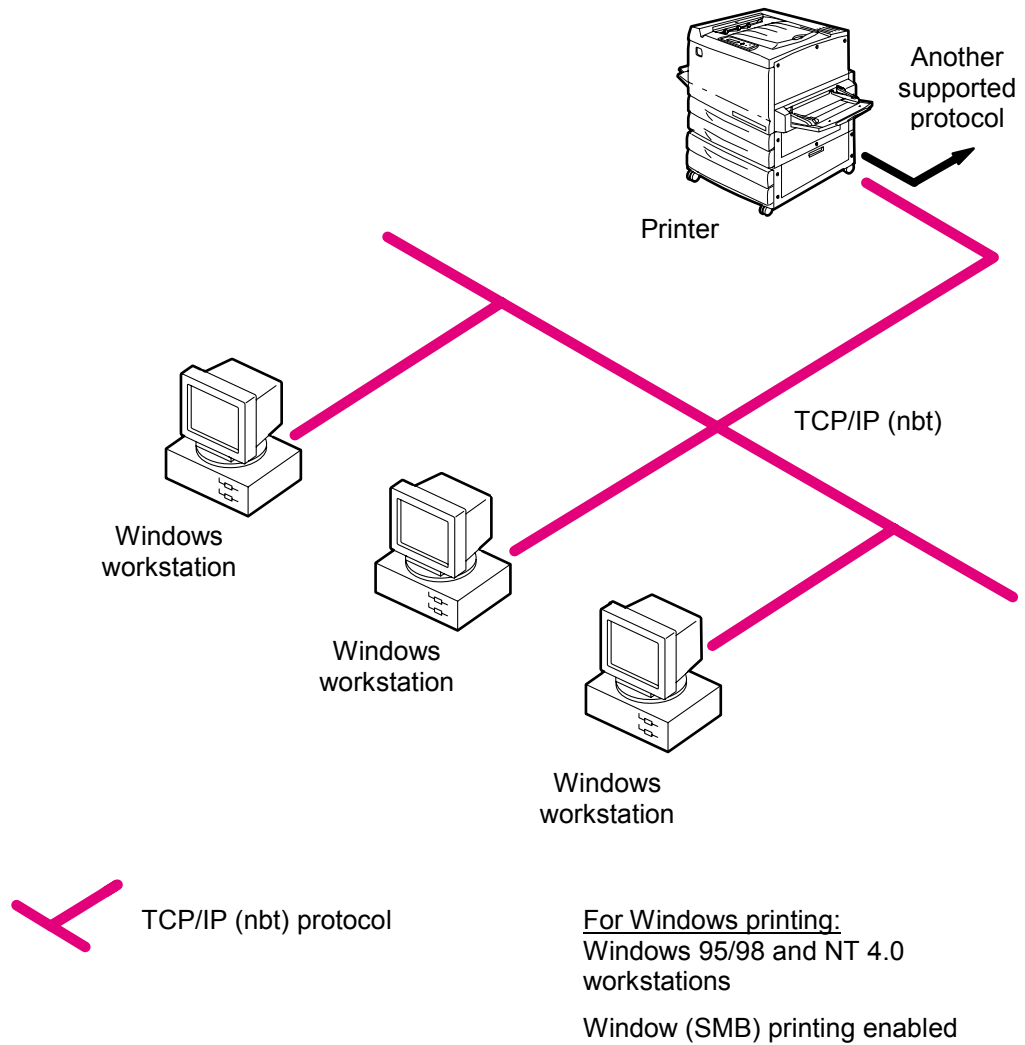 Another
supported
protocol
Printer
TCP/IP (nbt)
Windows
workstation
Windows
workstation
Windows
workstation
TCP/IP (nbt) protocol
For Windows printing:
Windows 95/98 and NT 4.0
workstations
Window (SMB) printing enabled